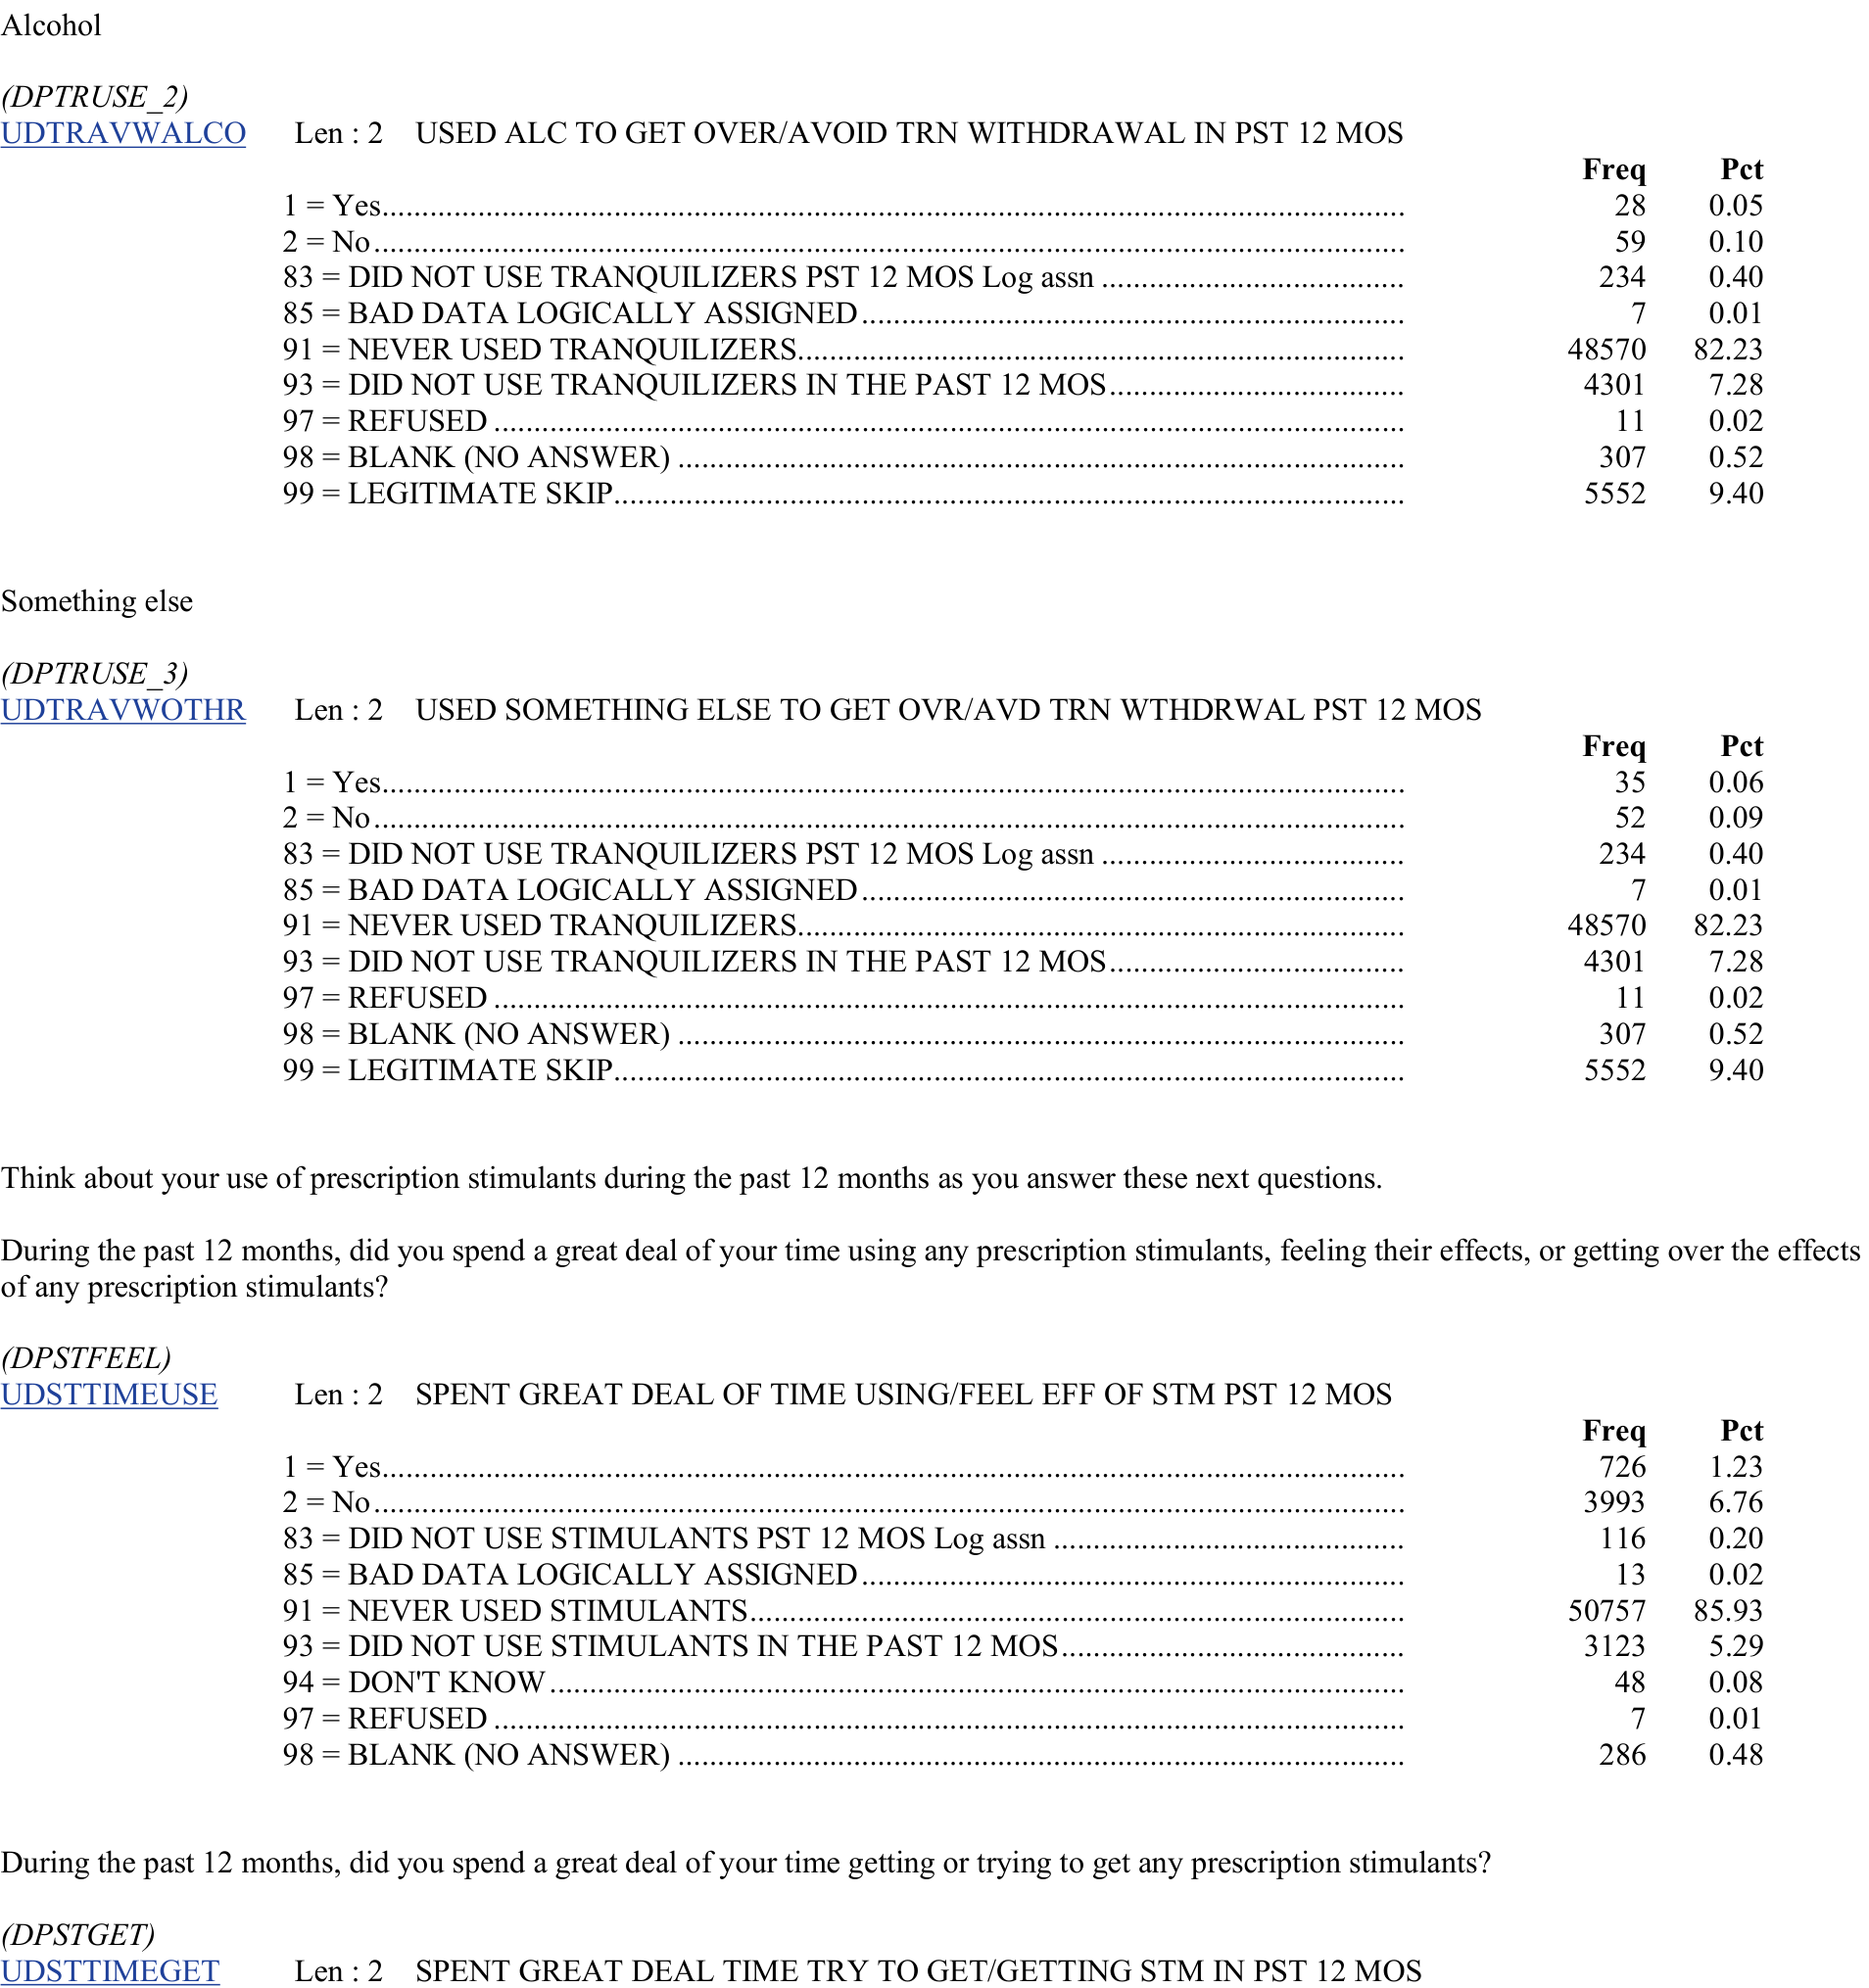 Alcohol
(DPTRUSE_2)
UDTRAVWALCO Len : 2 USED ALC TO GET OVER/AVOID TRN WITHDRAWAL IN PST 12 MOS
Freq Pct
1 = Yes.......... 28 0.05
2 = No.......... 59 0.10
83 = DID NOT USE TRANQUILIZERS PST 12 MOS Log assn .......... 234 0.40
85 = BAD DATA LOGICALLY ASSIGNED.......... 7 0.01
91 = NEVER USED TRANQUILIZERS.......... 48570 82.23
93 = DID NOT USE TRANQUILIZERS IN THE PAST 12 MOS.......... 4301 7.28
97 = REFUSED .......... 11 0.02
98 = BLANK (NO ANSWER) .......... 307 0.52
99 = LEGITIMATE SKIP.......... 5552 9.40
Something else
(DPTRUSE_3)
UDTRAVWOTHR Len : 2 USED SOMETHING ELSE TO GET OVR/AVD TRN WTHDRWAL PST 12 MOS
Freq Pct
1 = Yes.......... 35 0.06
2 = No.......... 52 0.09
83 = DID NOT USE TRANQUILIZERS PST 12 MOS Log assn .......... 234 0.40
85 = BAD DATA LOGICALLY ASSIGNED.......... 7 0.01
91 = NEVER USED TRANQUILIZERS.......... 48570 82.23
93 = DID NOT USE TRANQUILIZERS IN THE PAST 12 MOS.......... 4301 7.28
97 = REFUSED .......... 11 0.02
98 = BLANK (NO ANSWER) .......... 307 0.52
99 = LEGITIMATE SKIP.......... 5552 9.40
Think about your use of prescription stimulants during the past 12 months as you answer these next questions.
During the past 12 months, did you spend a great deal of your time using any prescription stimulants, feeling their effects, or getting over the effects
of any prescription stimulants?
(DPSTFEEL)
UDSTTIMEUSE Len : 2 SPENT GREAT DEAL OF TIME USING/FEEL EFF OF STM PST 12 MOS
Freq Pct
1 = Yes.......... 726 1.23
2 = No.......... 3993 6.76
83 = DID NOT USE STIMULANTS PST 12 MOS Log assn .......... 116 0.20
85 = BAD DATA LOGICALLY ASSIGNED.......... 13 0.02
91 = NEVER USED STIMULANTS.......... 50757 85.93
93 = DID NOT USE STIMULANTS IN THE PAST 12 MOS.......... 3123 5.29
94 = DON'T KNOW.......... 48 0.08
97 = REFUSED .......... 7 0.01
98 = BLANK (NO ANSWER) .......... 286 0.48
During the past 12 months, did you spend a great deal of your time getting or trying to get any prescription stimulants?
(DPSTGET)
UDSTTIMEGET Len : 2 SPENT GREAT DEAL TIME TRY TO GET/GETTING STM IN PST 12 MOS